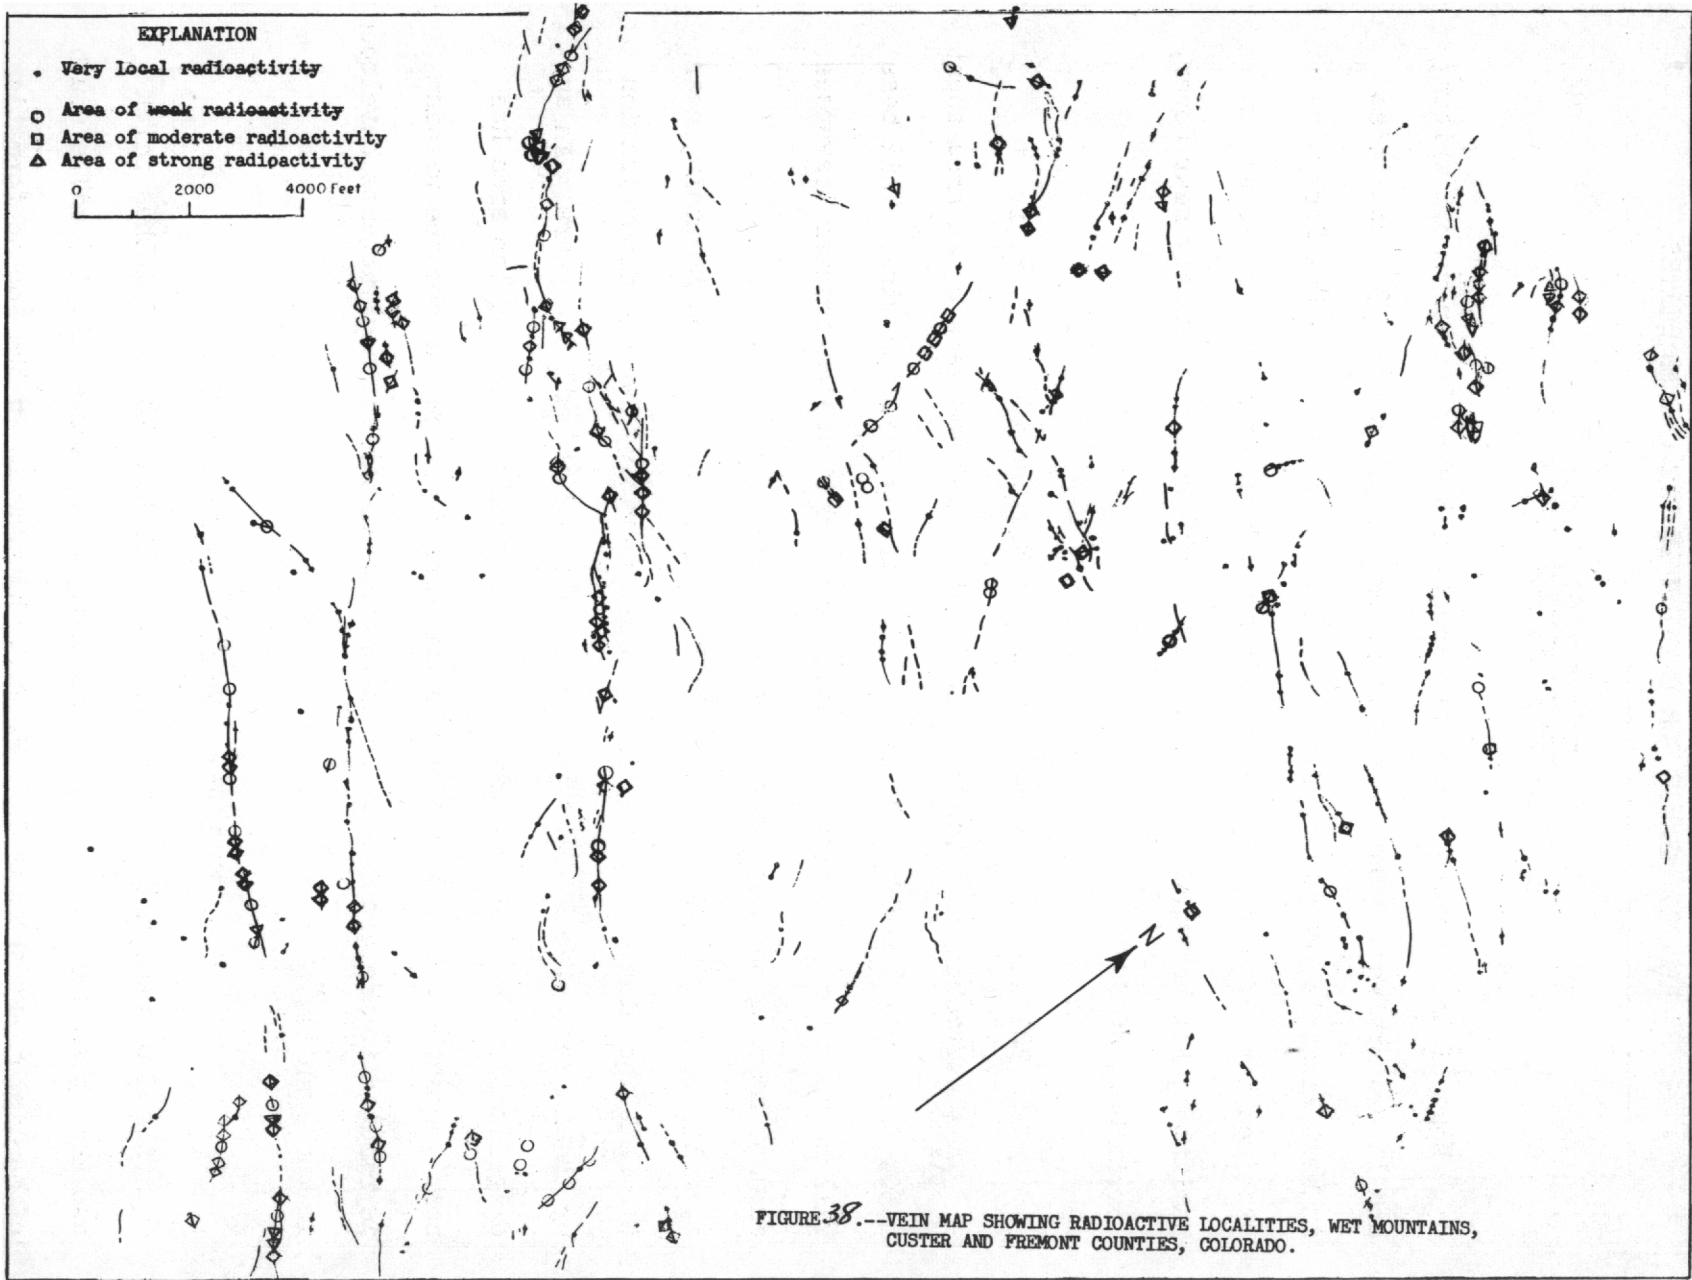 EXPLANATION
Very local radioactivity
Area of weak radioactivity
Area of moderate radioactivity
Area of strong radioactivity
0 2000 4000 Feet
N
FIGURE 38.--VEIN MAP SHOWING RADIOACTIVE LOCALITIES, WET MOUNTAINS,
CUSTER AND FREMONT COUNTIES, COLORADO.